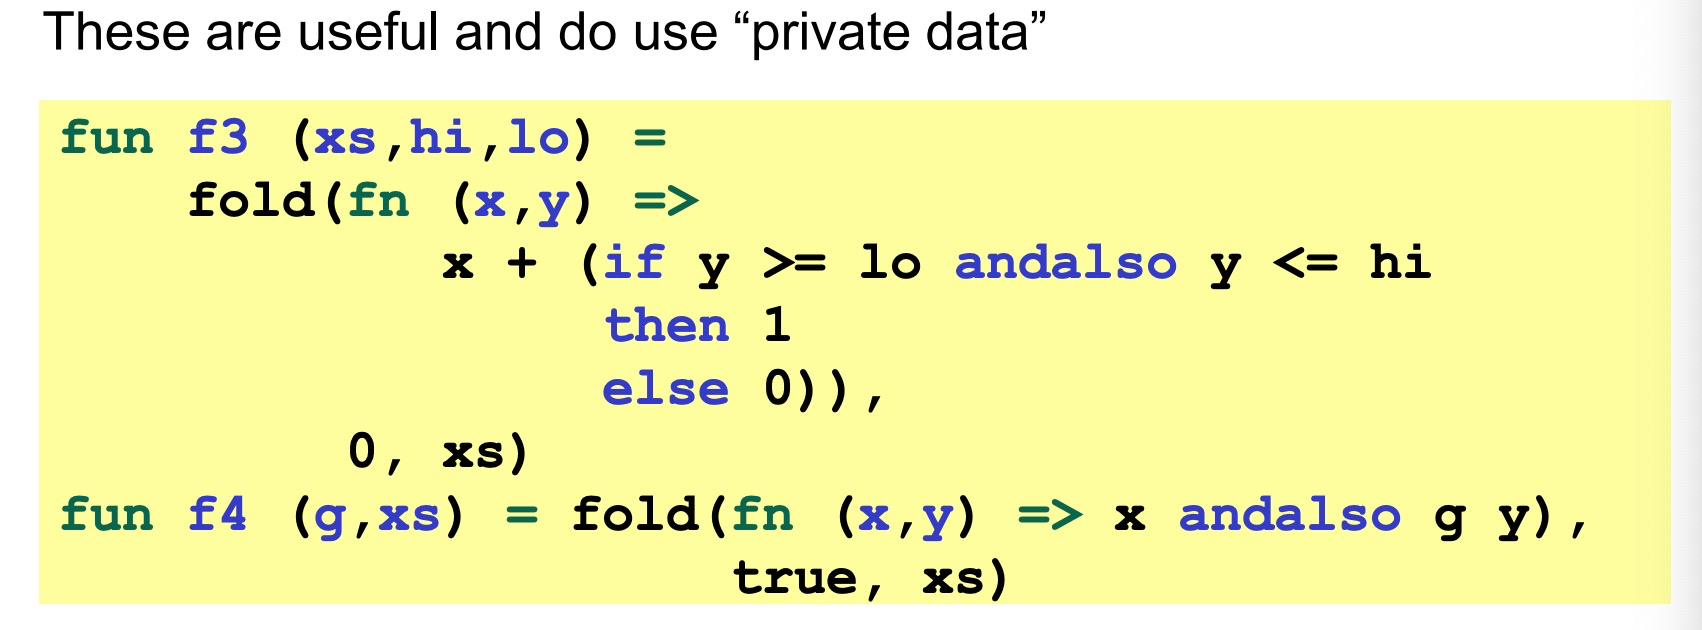 These are useful and do use “private data”
fun f3 (xs,hi,lo) =
fold(fn (x,y) =>
x + (if y >= lo andalso y <= hi
then 1
else 0)),
0, xs)
fun f4 (g,xs) = fold(fn (x,y) => x andalso g y),
true, xs)